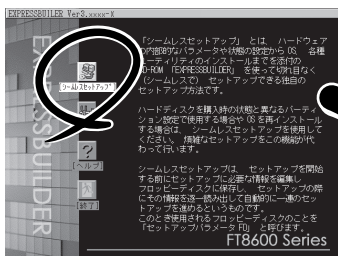 EXPRESSBUILDER Ver3.xxxx-X
EXPRESSBUILDER
シームレスセットアップ
?
[ヘルプ]
[終了]
「シームレスセットアップ」 とは、 ハードウェア
の内部的なパラメータや状態の設定から OS、 各種
ユーティリティのインストールまでを添付の
CD-ROM 「EXPRESSBUILDER」 を使って切れ目なく
(シームレスで) セットアップできる独自の
セットアップ方法です。
ハードディスクを購入時の状態と異なるパーティ
ション設定で使用する場合や OS を再インストール
する場合は、 シームレスセットアップを使用して
ください。 煩雑なセットアップをこの機能が代
わって行います。
シームレスセットアップは、 セットアップを開始
する前にセットアップに必要な情報を編集し
フロッピーディスクに保存し、 セットアップの際
にその情報を逐一読み出して自動的に一連のセッ
トアップを進めるというものです。
このとき使用されるフロッピーディスクのことを
「セットアップパラメータ FD」 と呼びます。
FT8600 Series